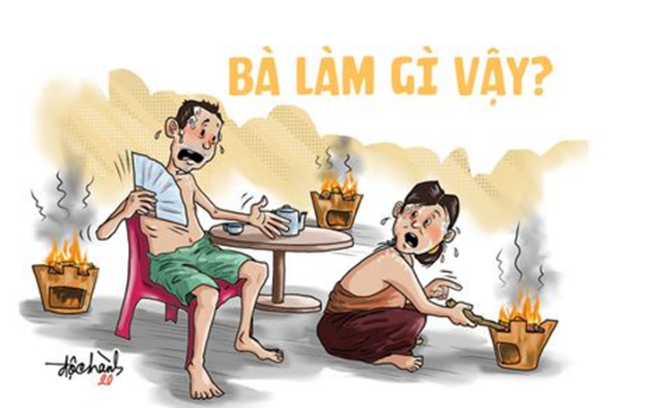 BÀ LÀM GÌ VẬY?
độc hành
20